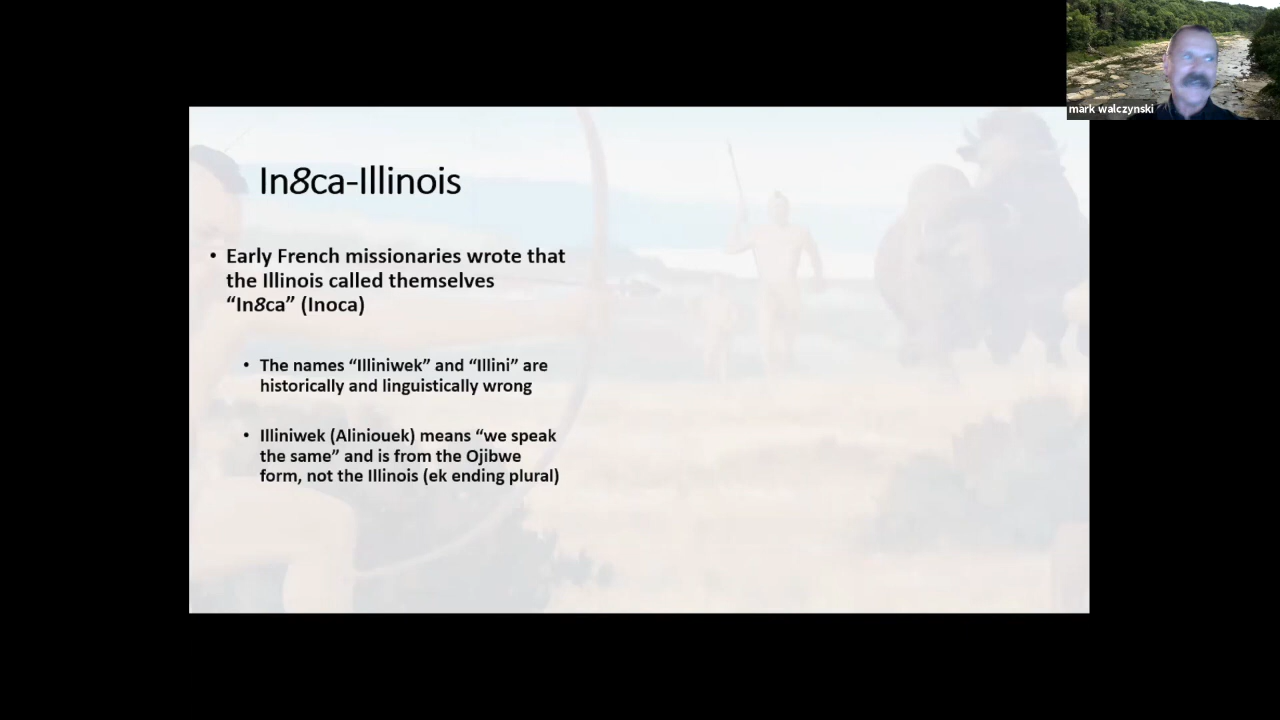 mark walczynski
In8ca-Illinois
• Early French missionaries wrote that
the Illinois called themselves
“In8ca” (Inoca)
• The names “Illiniwek” and “Illini” are
historically and linguistically wrong
• Illiniwek (Aliniouek) means “we speak
the same” and is from the Ojibwe
form, not the Illinois (ek ending plural)